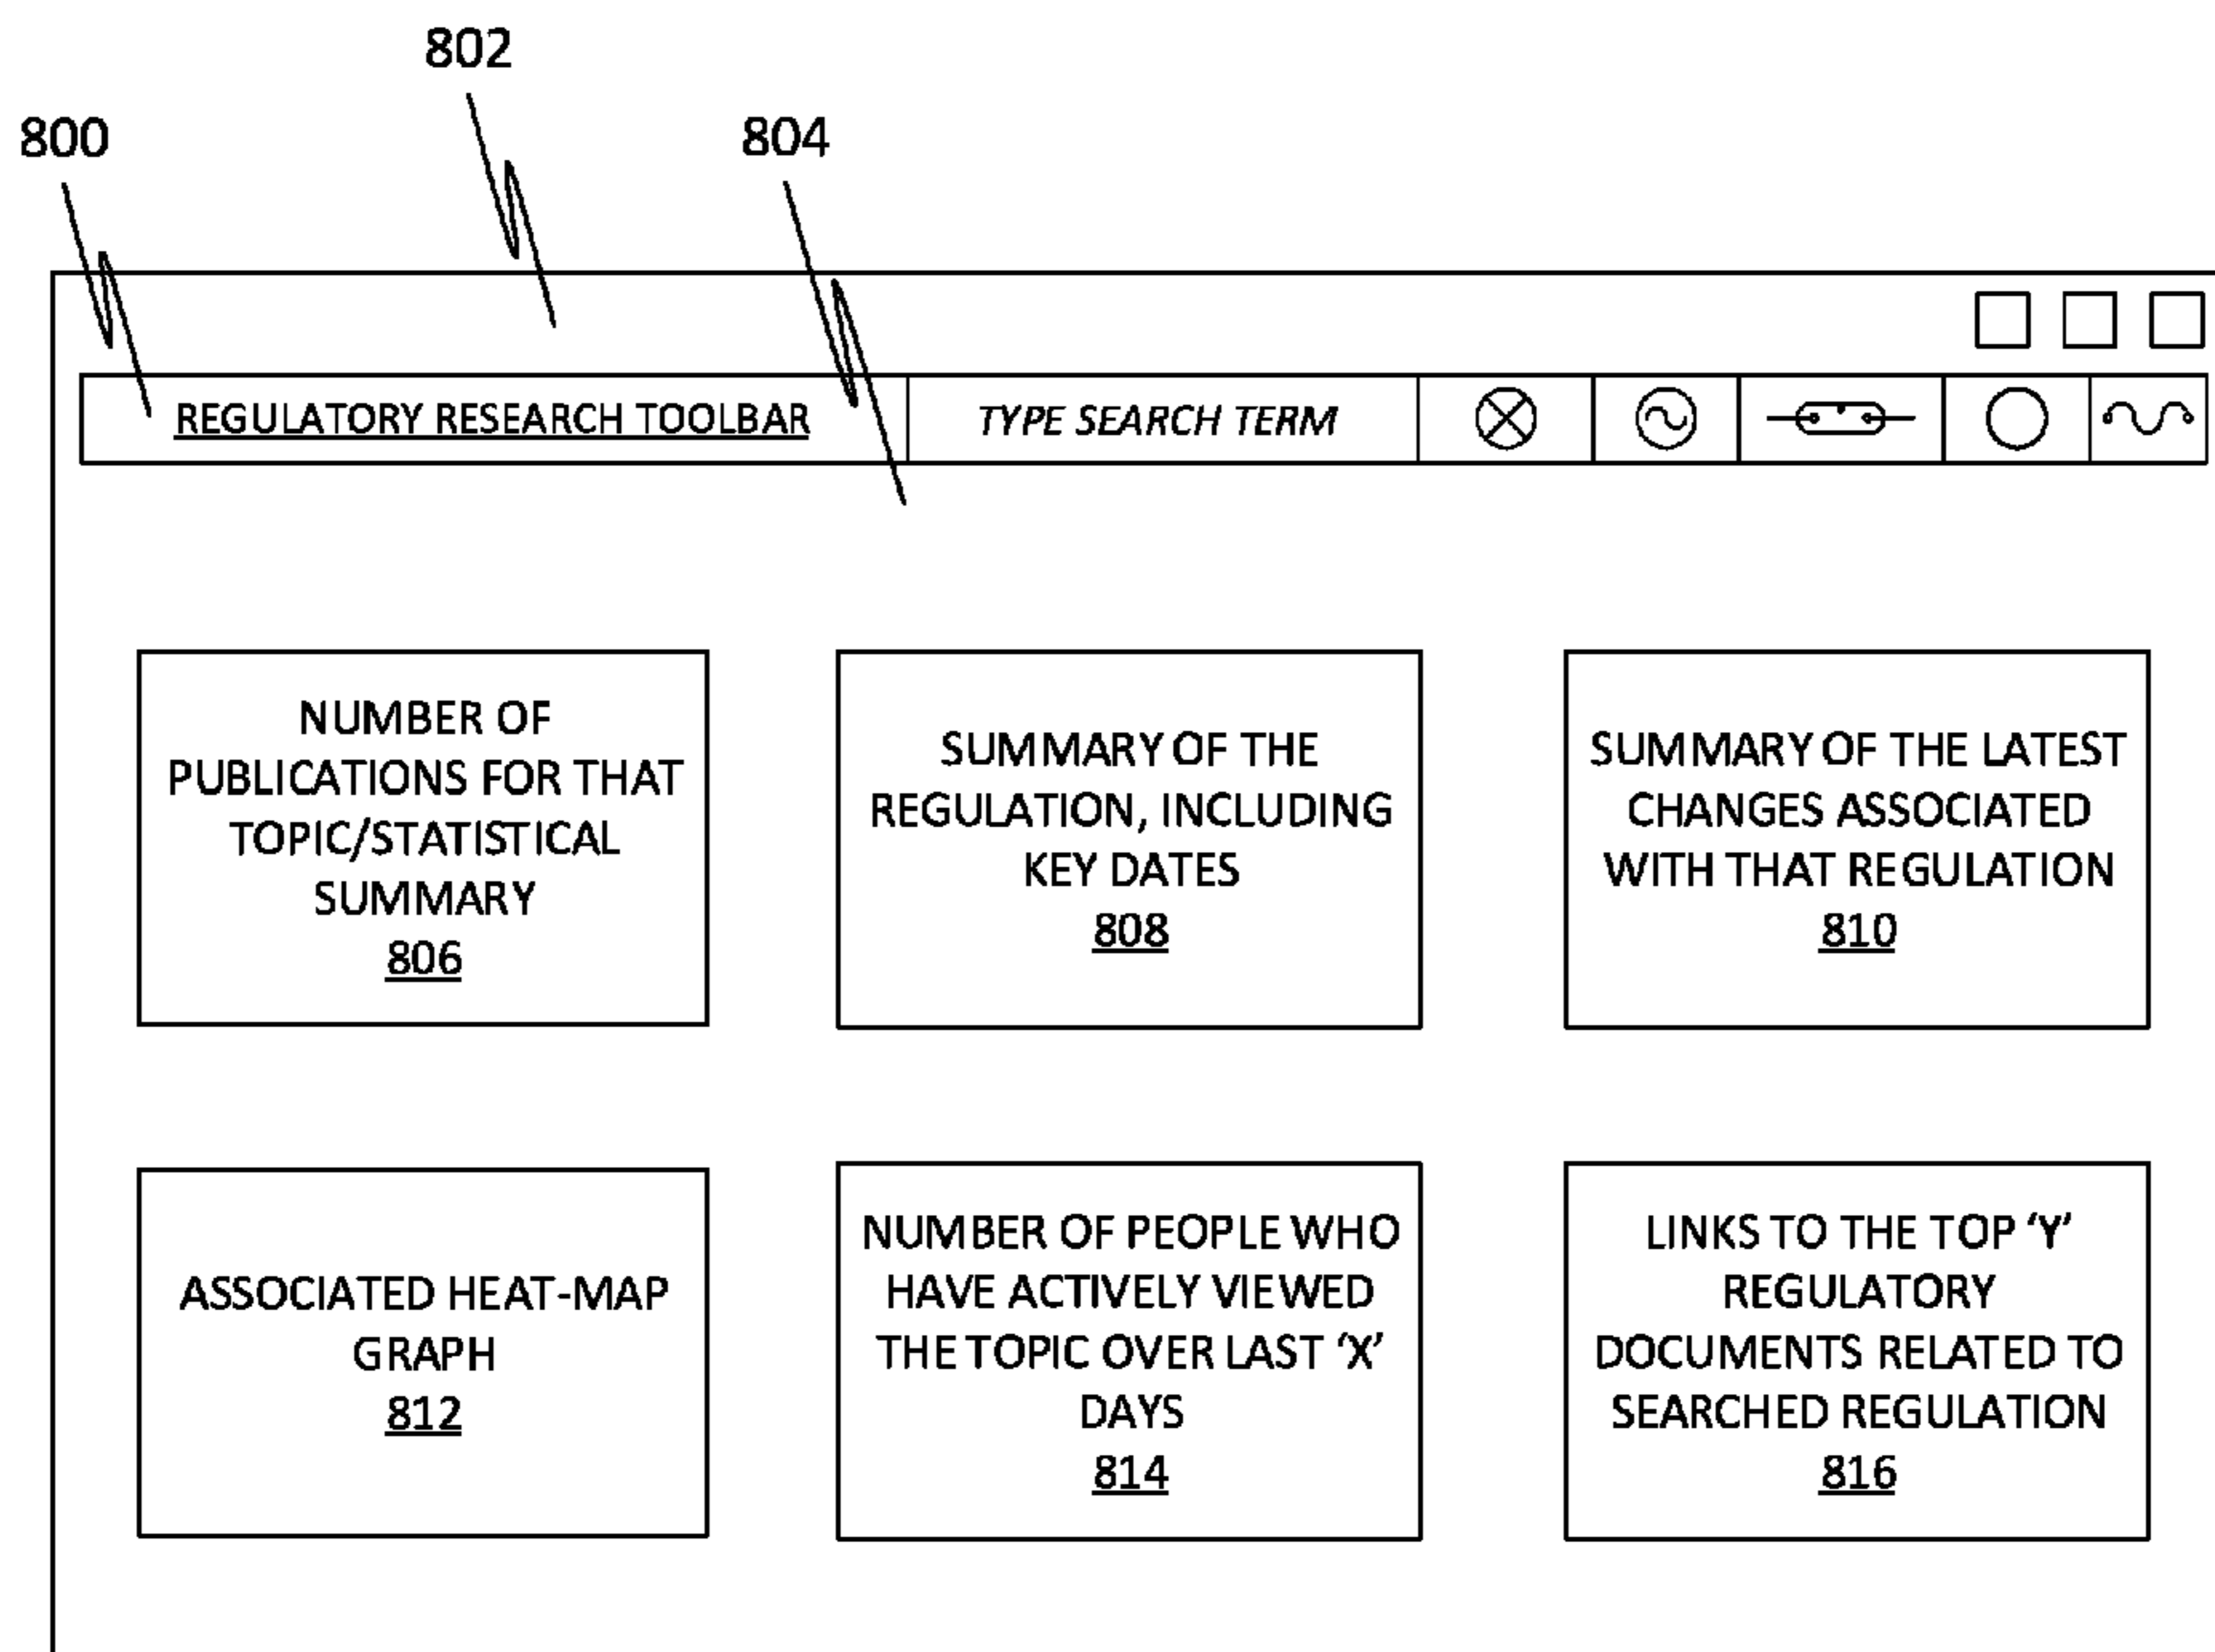 802
800
804
REGULATORY RESEARCH TOOLBAR
TYPE SEARCH TERM
NUMBER OF
PUBLICATIONS FOR THAT
TOPIC/STATISTICAL
SUMMARY
806
SUMMARY OF THE
REGULATION, INCLUDING
KEY DATES
808
SUMMARY OF THE LATEST
CHANGES ASSOCIATED
WITH THAT REGULATION
810
ASSOCIATED HEAT-MAP
GRAPH
812
NUMBER OF PEOPLE WHO
HAVE ACTIVELY VIEWED
THE TOPIC OVER LAST ‘X’
DAYS
814
LINKS TO THE TOP ‘Y’
REGULATORY
DOCUMENTS RELATED TO
SEARCHED REGULATION
816